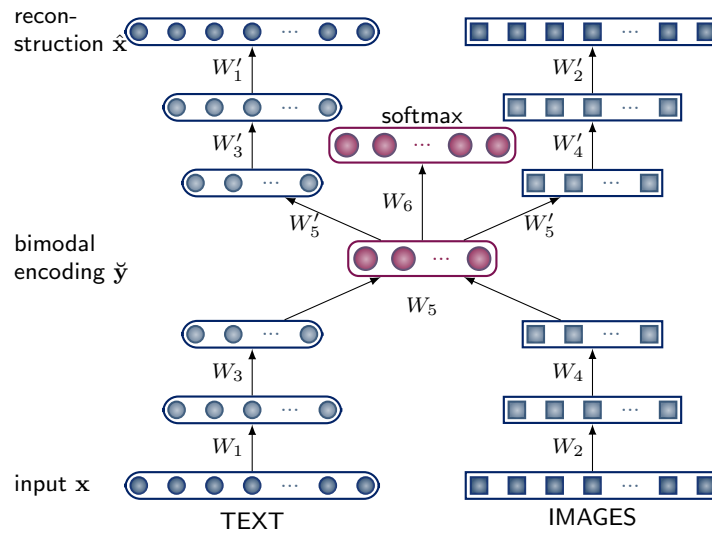 recon-
struction x̂
W′₁
W′₂
softmax
W′₃
W′₄
W₆
W′₅
W′₅
bimodal
encoding y̆
W₅
W₃
W₄
W₁
W₂
input x
TEXT
IMAGES